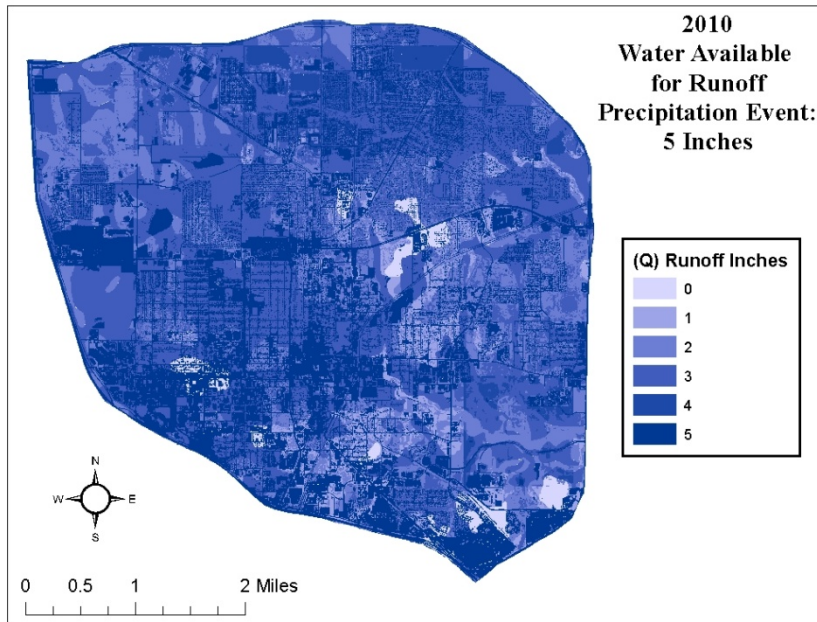 2010
Water Available
for Runoff
Precipitation Event:
5 Inches
(Q) Runoff Inches
0
1
2
3
4
5
N
W E
S
0 0.5 1 2 Miles